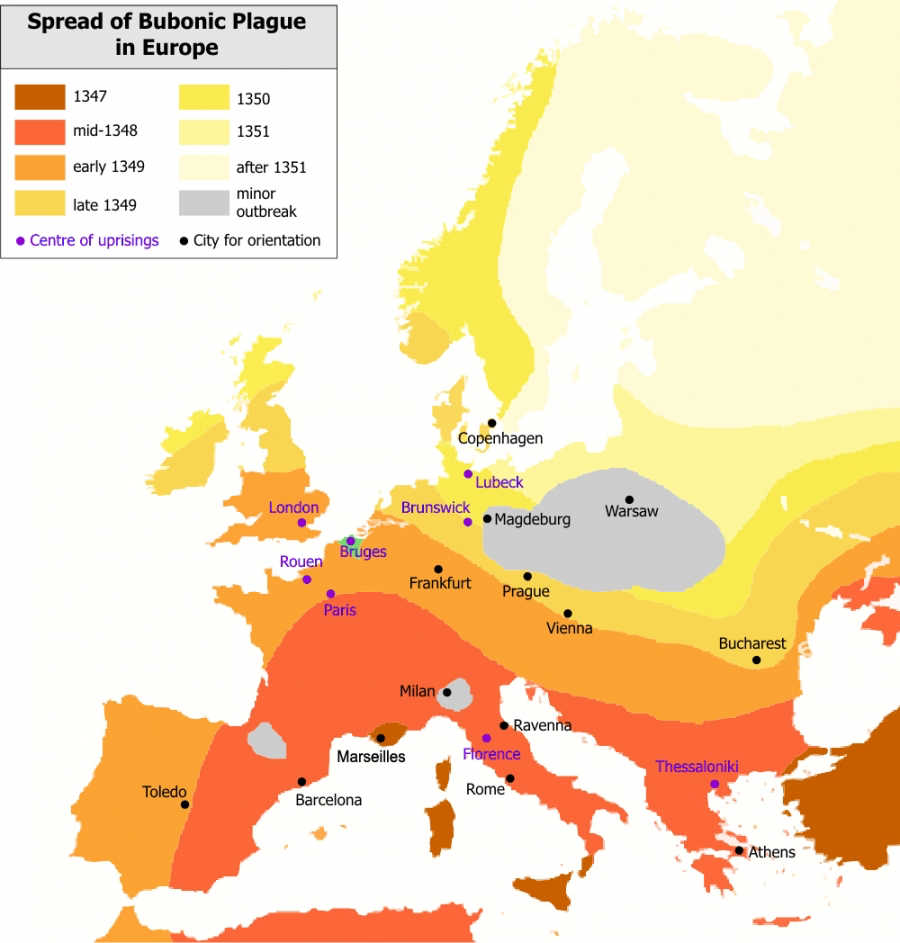 Spread of Bubonic Plague
in Europe
1347
1350
mid-1348
1351
early 1349
after 1351
late 1349
minor
outbreak
Centre of uprisings
City for orientation
Copenhagen
Lubeck
Brunswick
Magdeburg
Warsaw
London
Bruges
Rouen
Frankfurt
Prague
Paris
Vienna
Bucharest
Milan
Ravenna
Marseilles
Florence
Thessaloniki
Rome
Toledo
Barcelona
Athens